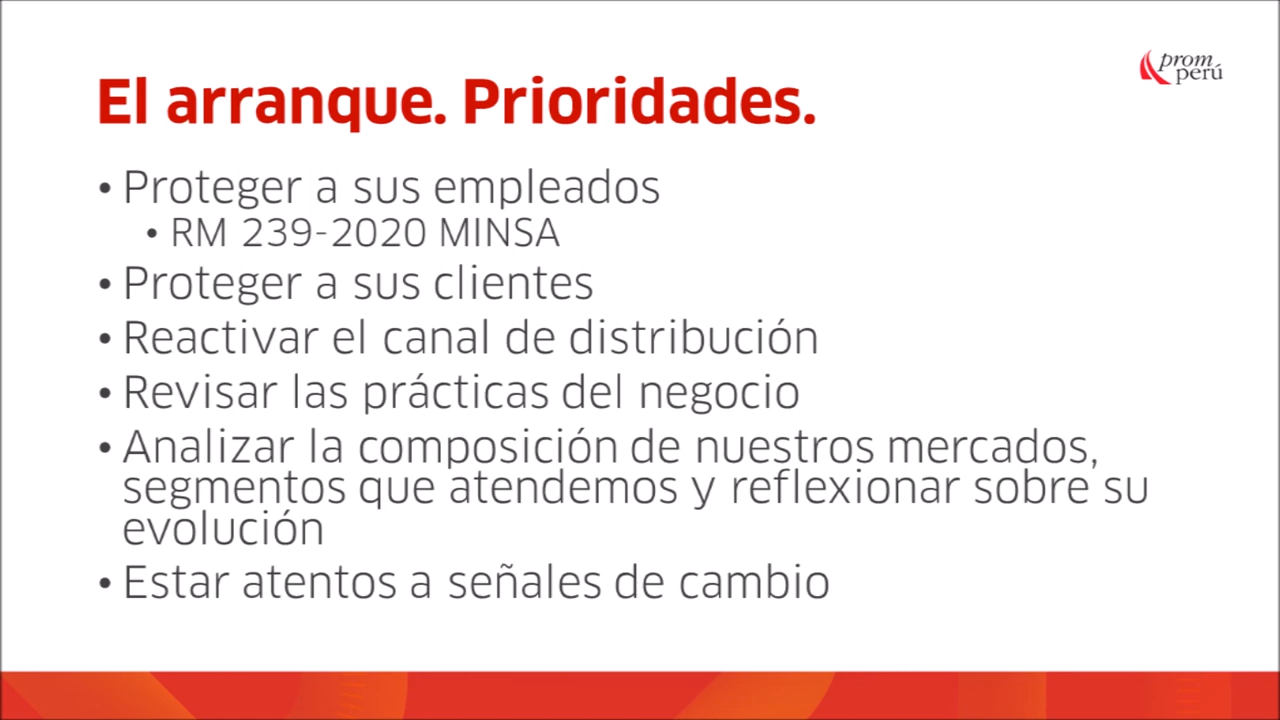 prom
perú
El arranque. Prioridades.
• Proteger a sus empleados
• RM 239-2020 MINSA
• Proteger a sus clientes
• Reactivar el canal de distribución
• Revisar las prácticas del negocio
• Analizar la composición de nuestros mercados,
segmentos que atendemos y reflexionar sobre su
evolución
• Estar atentos a señales de cambio